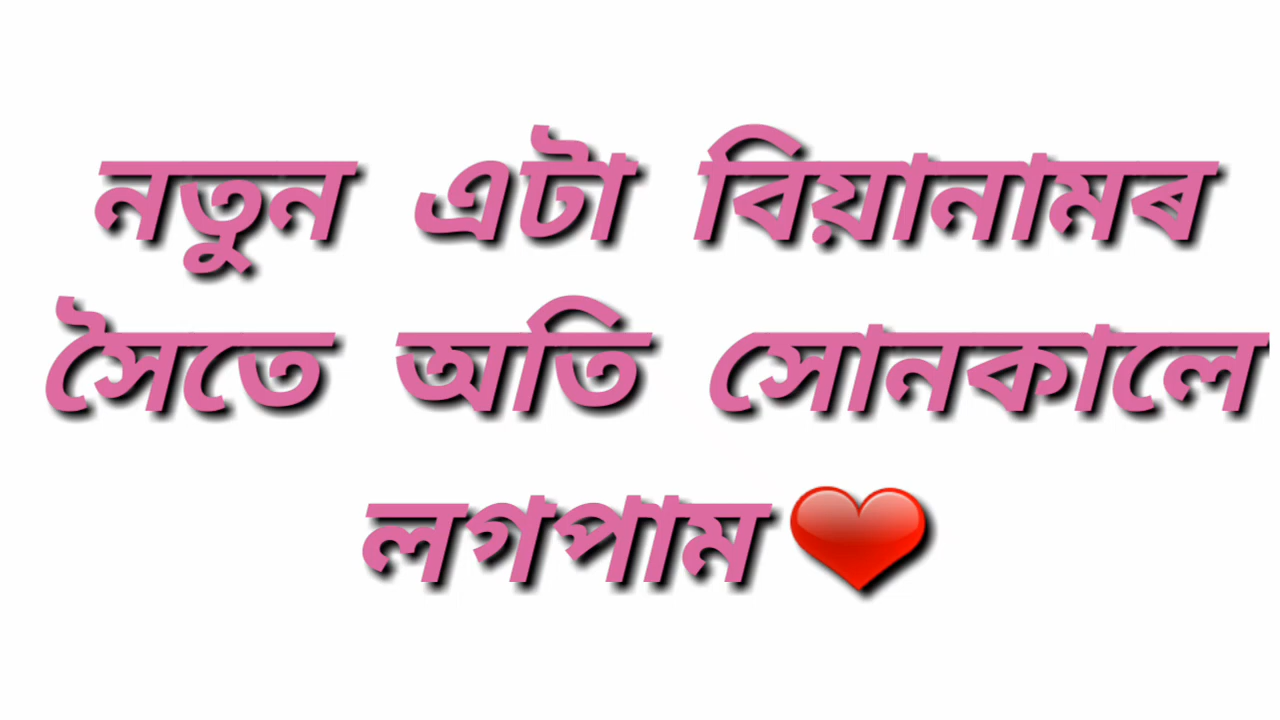 নতুন এটা বিয়ানামৰ
সৈতে অতি সোনকালে
লগপাম ❤